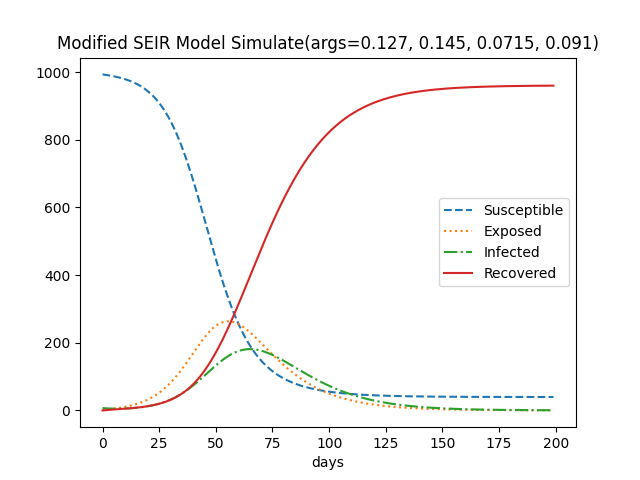 Modified SEIR Model Simulate(args=0.127, 0.145, 0.0715, 0.091)
1000
800
600
400
200
0
Susceptible
Exposed
Infected
Recovered
0 25 50 75 100 125 150 175 200
days